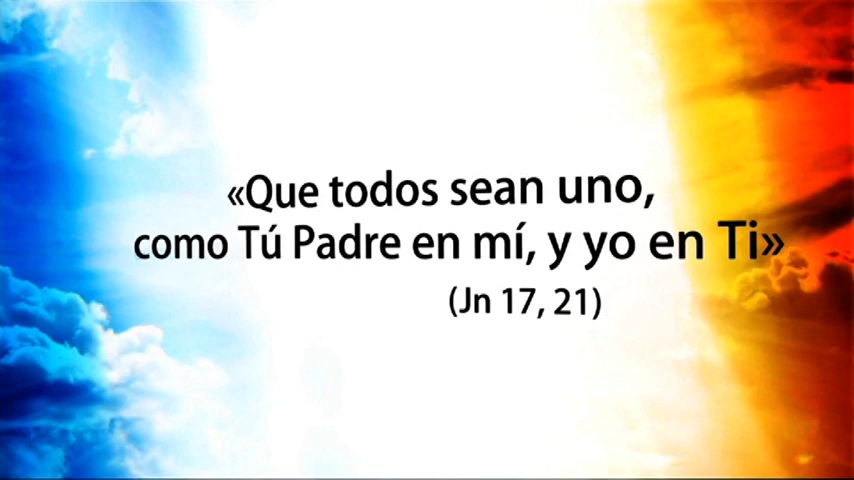 «Que todos sean uno,
como Tú Padre en mí, y yo en Ti»
(Jn 17, 21)